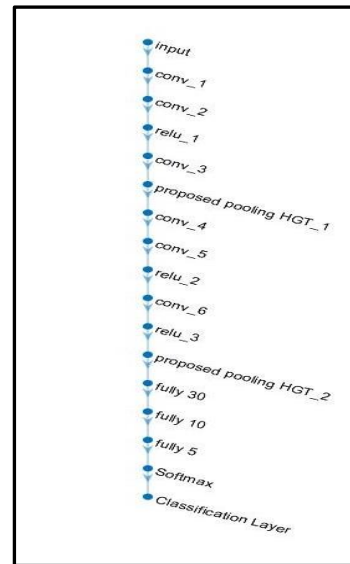 input
conv_1
conv_2
relu_1
conv_3
proposed pooling HGT_1
conv_4
conv_5
relu_2
conv_6
relu_3
proposed pooling HGT_2
fully 30
fully 10
fully 5
Softmax
Classification Layer